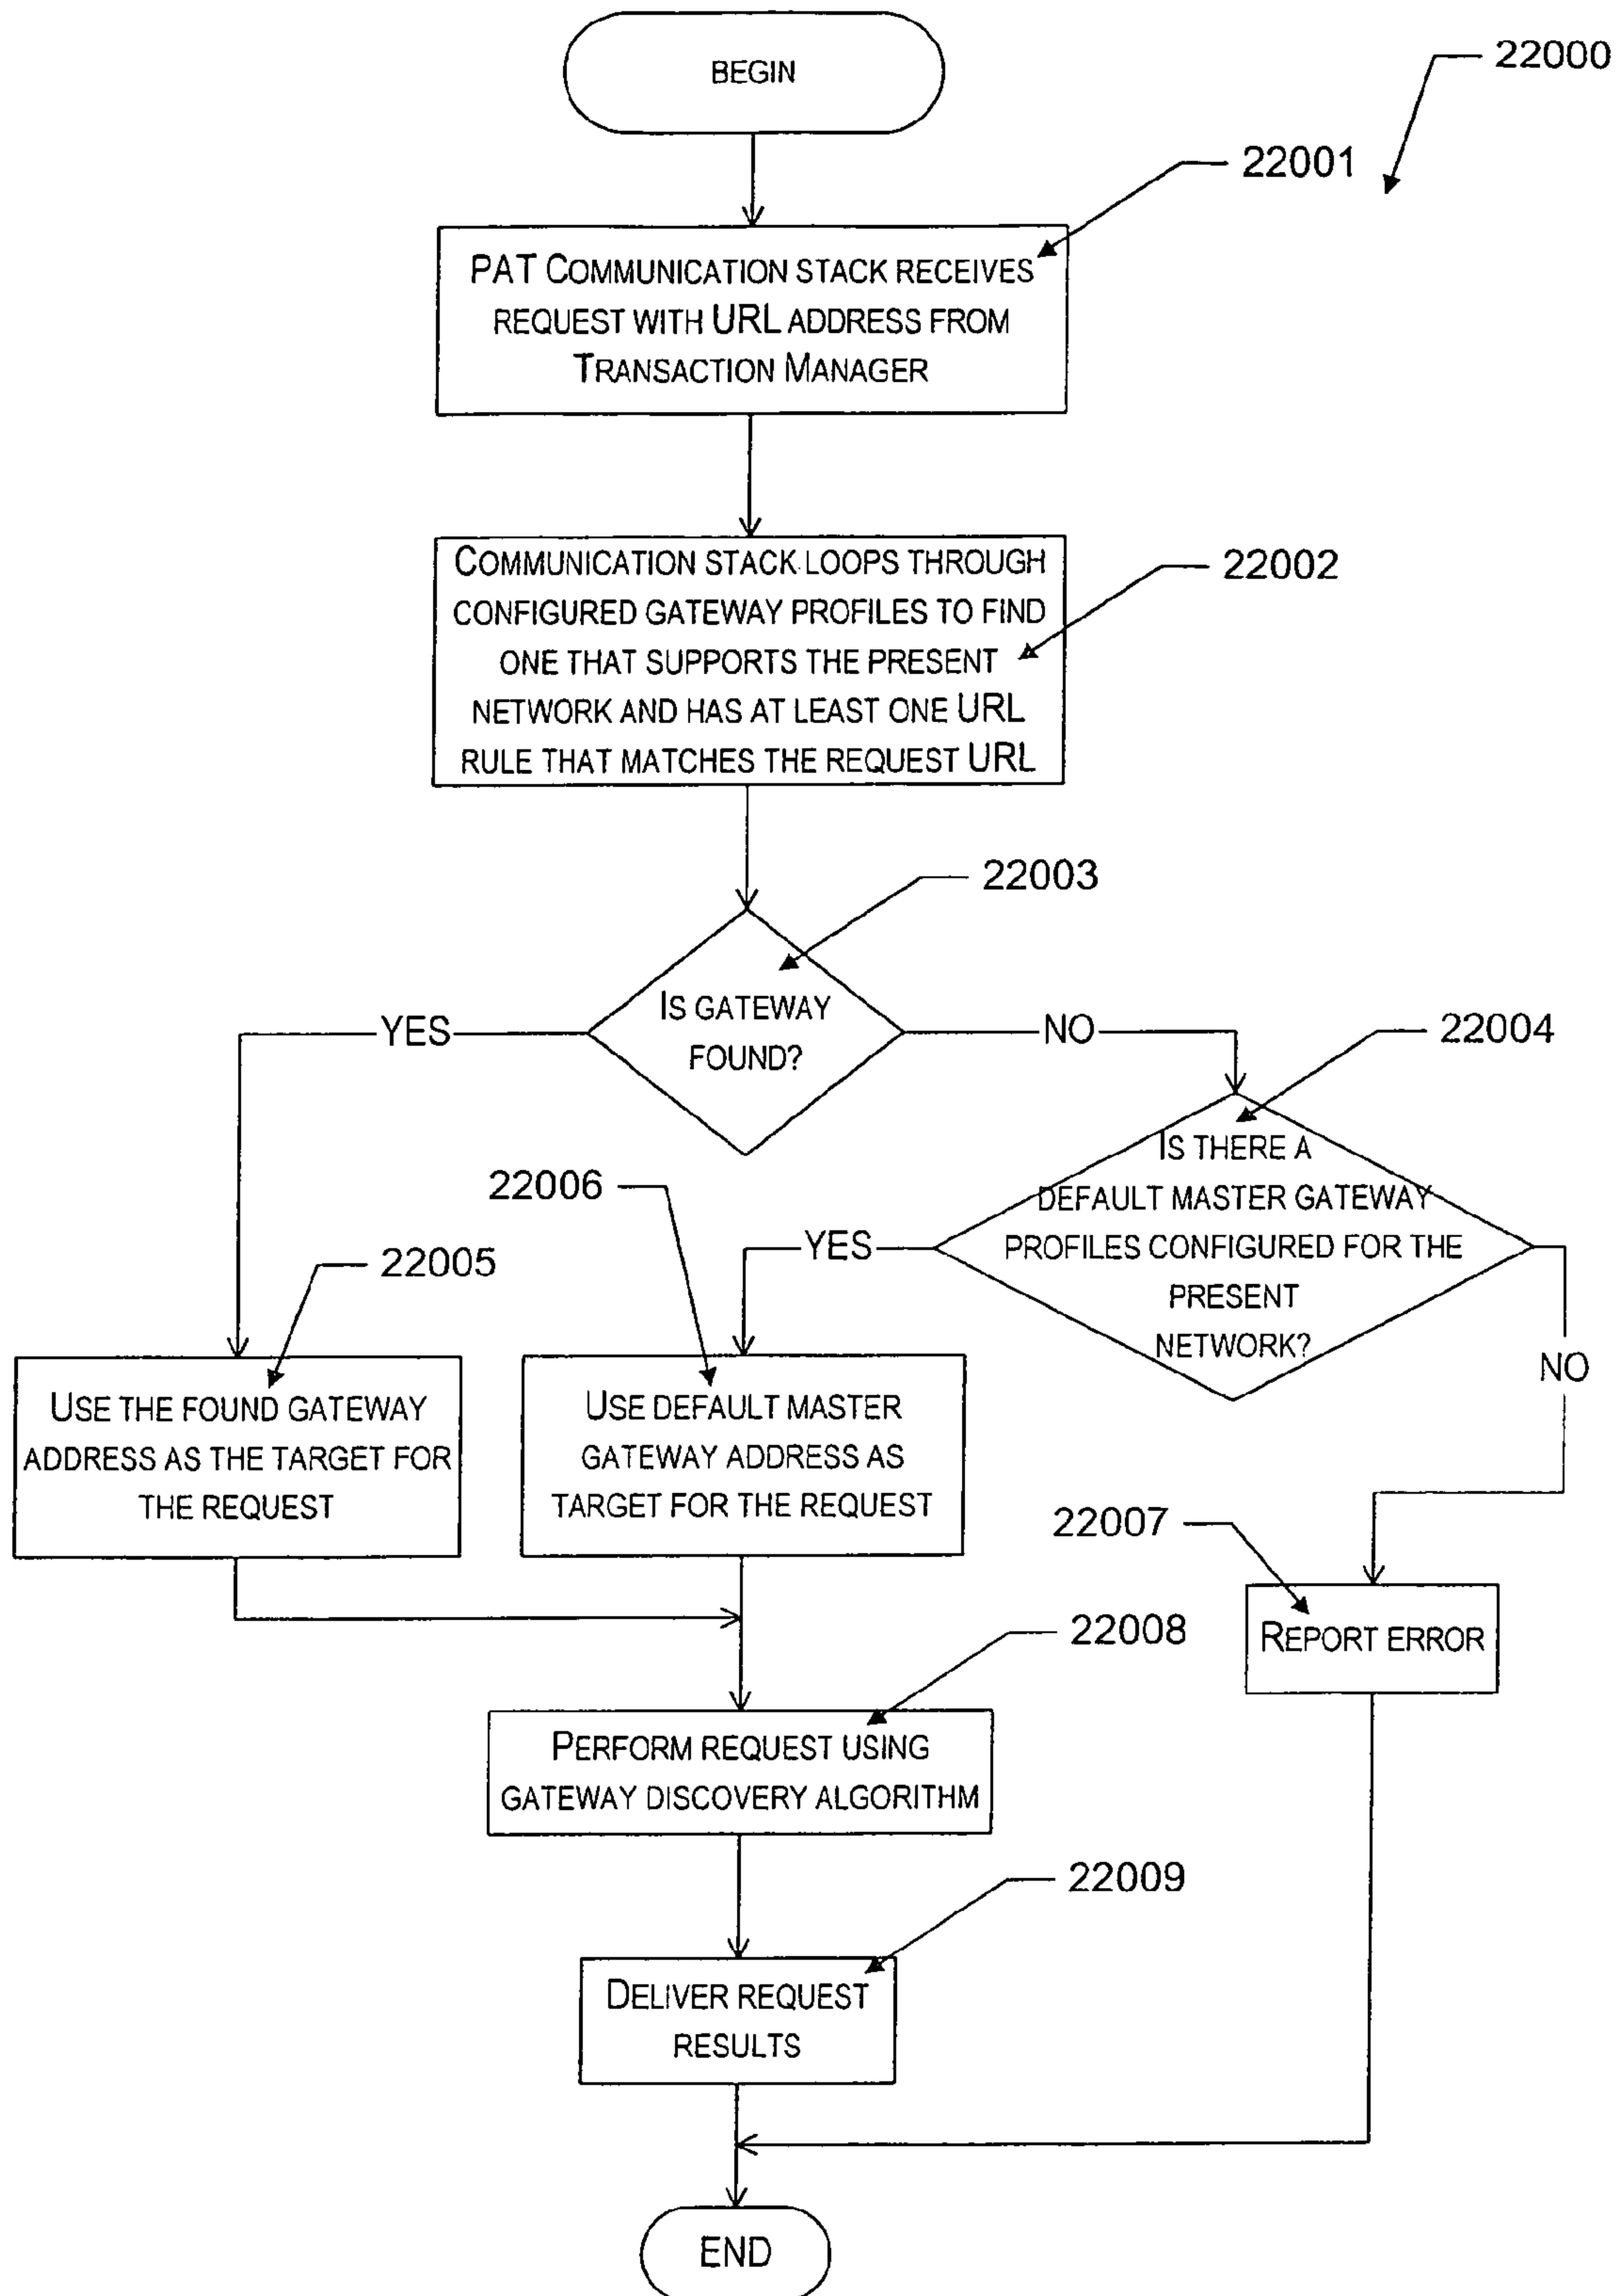 BEGIN
22000
22001
PAT COMMUNICATION STACK RECEIVES
REQUEST WITH URL ADDRESS FROM
TRANSACTION MANAGER
COMMUNICATION STACK LOOPS THROUGH
CONFIGURED GATEWAY PROFILES TO FIND
ONE THAT SUPPORTS THE PRESENT
NETWORK AND HAS AT LEAST ONE URL
RULE THAT MATCHES THE REQUEST URL
22002
22003
IS GATEWAY
FOUND?
YES
NO
22004
IS THERE A
DEFAULT MASTER GATEWAY
PROFILES CONFIGURED FOR THE
PRESENT
NETWORK?
YES
NO
22006
22005
USE THE FOUND GATEWAY
ADDRESS AS THE TARGET FOR
THE REQUEST
USE DEFAULT MASTER
GATEWAY ADDRESS AS
TARGET FOR THE REQUEST
22007
REPORT ERROR
22008
PERFORM REQUEST USING
GATEWAY DISCOVERY ALGORITHM
22009
DELIVER REQUEST
RESULTS
END